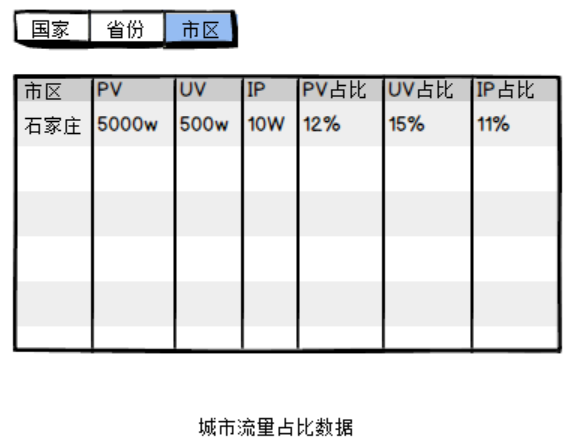 国家 省份 市区
市区 PV UV IP PV占比 UV占比 IP占比
石家庄 5000w 500w 10W 12% 15% 11%
城市流量占比数据